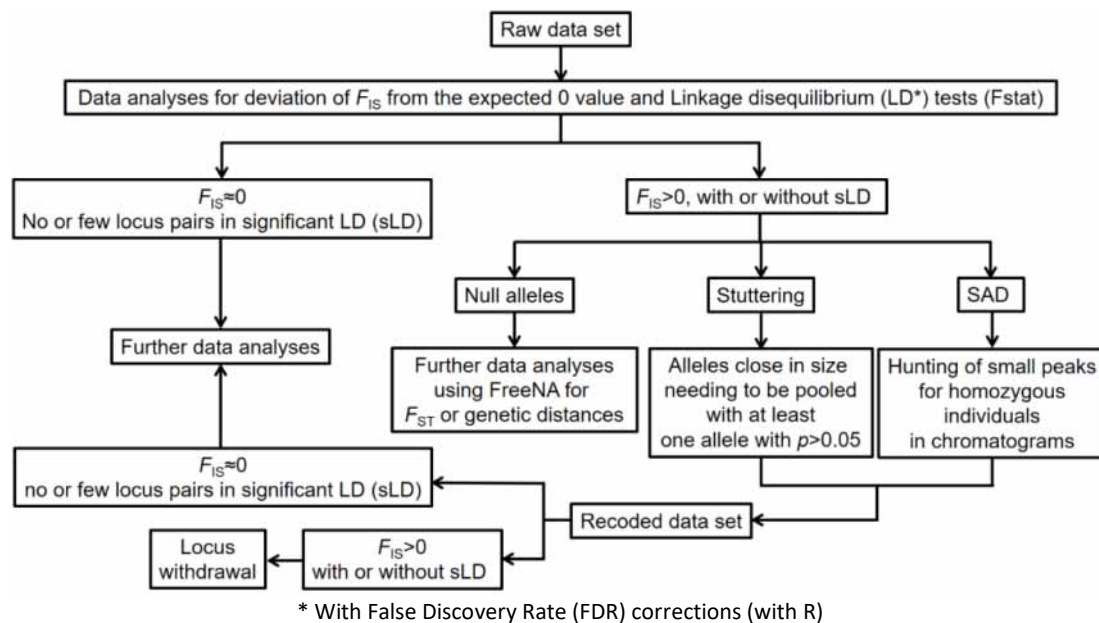 Raw data set
Data analyses for deviation of FIS from the expected 0 value and Linkage disequilibrium (LD*) tests (Fstat)
FIS≈0
No or few locus pairs in significant LD (sLD)
FIS>0, with or without sLD
Null alleles
Stuttering
SAD
Further data analyses
Further data analyses
using FreeNA for
FST or genetic distances
Alleles close in size
needing to be pooled
with at least
one allele with p>0.05
Hunting of small peaks
for homozygous
individuals
in chromatograms
FIS≈0
no or few locus pairs in significant LD (sLD)
Recoded data set
Locus
withdrawal
FIS>0
with or without sLD
* With False Discovery Rate (FDR) corrections (with R)